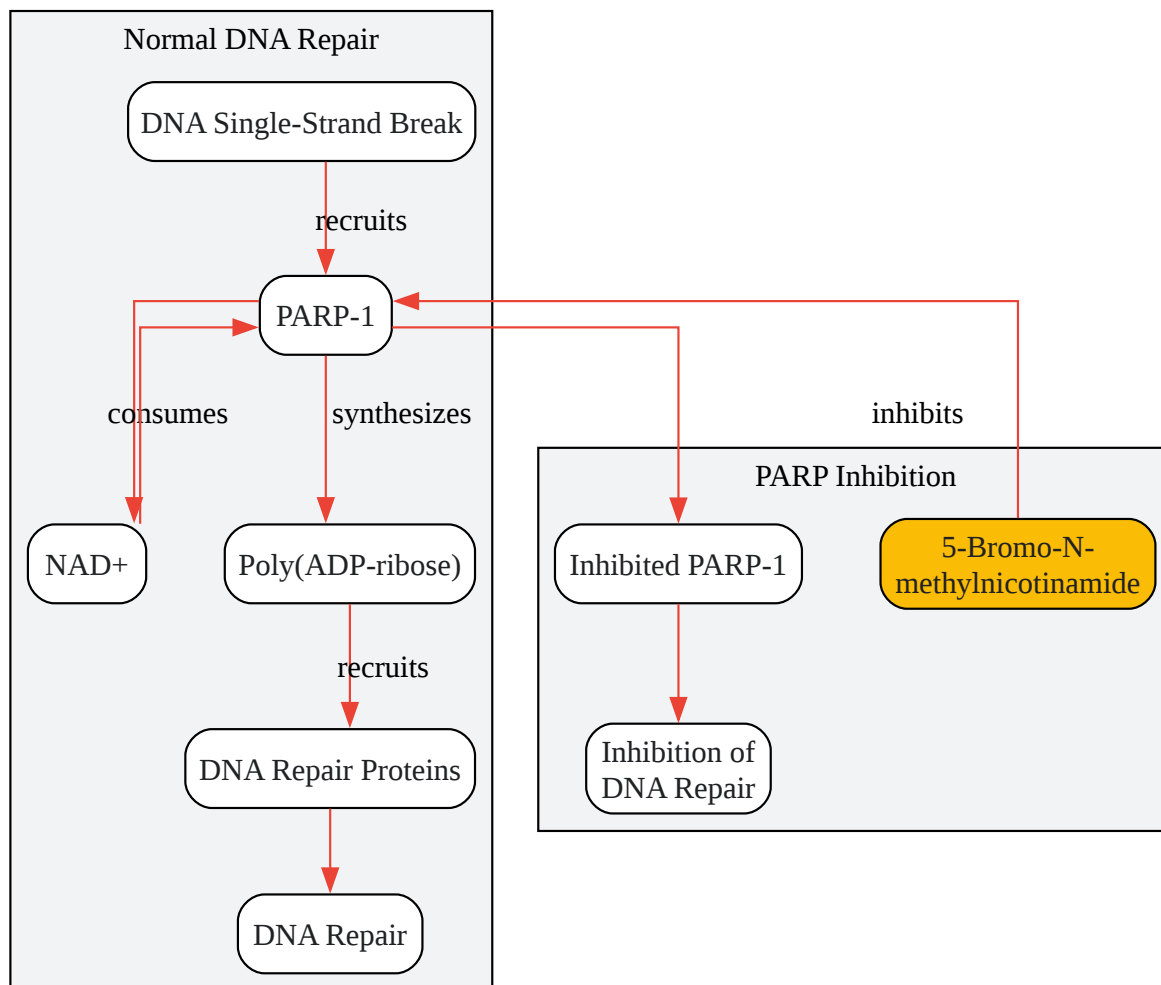 Normal DNA Repair
DNA Single-Strand Break
recruits
PARP-1
consumes
synthesizes
inhibits
PARP Inhibition
NAD+
Poly(ADP-ribose)
Inhibited PARP-1
5-Bromo-N-
methylnicotinamide
recruits
DNA Repair Proteins
Inhibition of
DNA Repair
DNA Repair